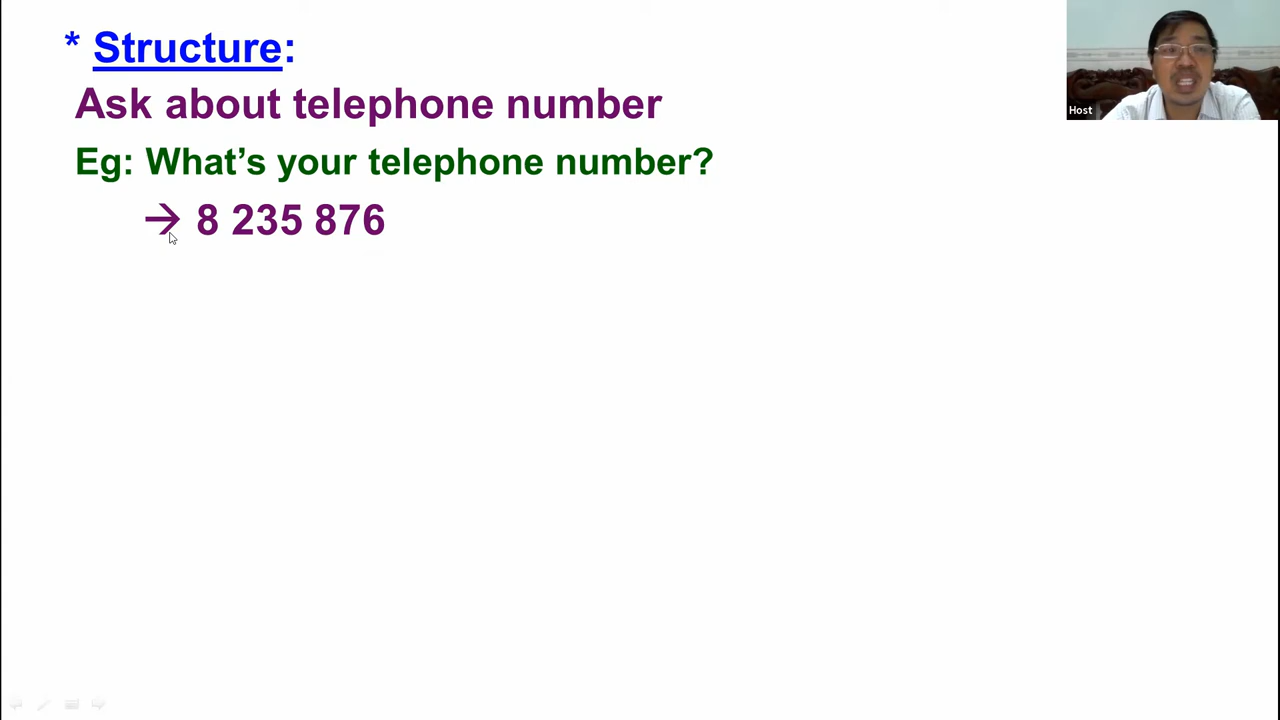 * Structure:
Ask about telephone number
Eg: What’s your telephone number?
→ 8 235 876
Host